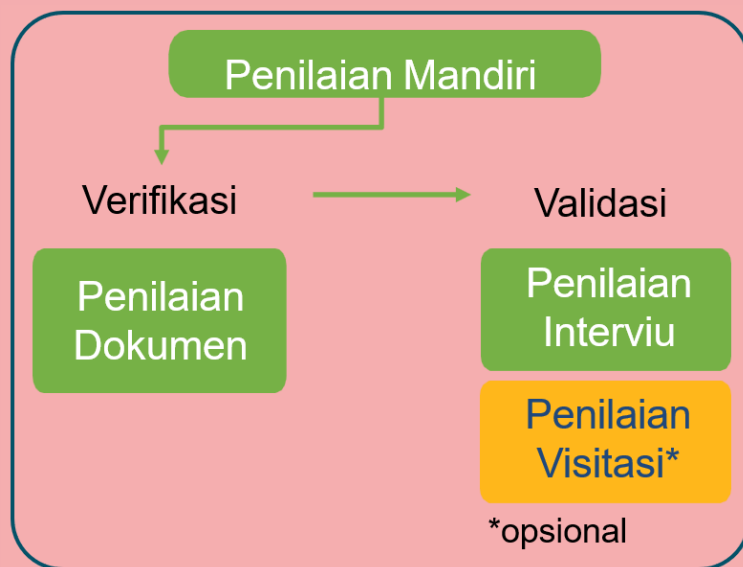 Penilaian Mandiri
Verifikasi
Validasi
Penilaian
Dokumen
Penilaian
Interviu
Penilaian
Visitasi*
*opsional